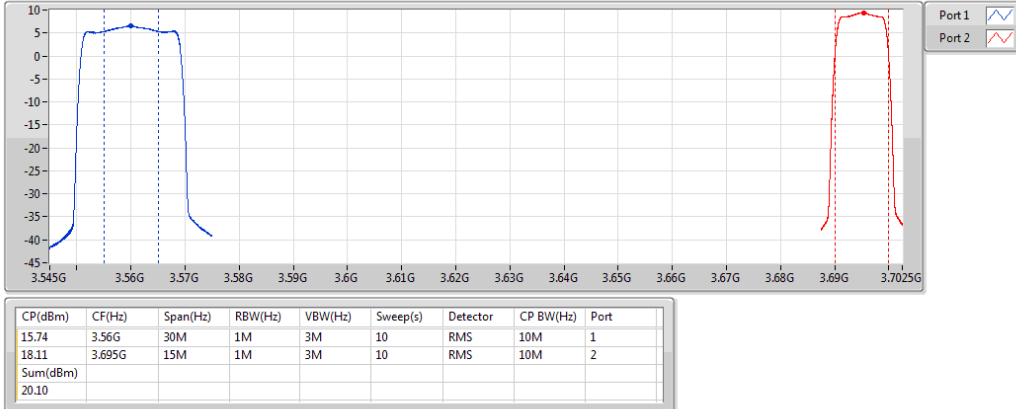 10
Port 1
5
Port 2
0
-5
-10
-15
-20
-25
-30
-35
-40
-45
3.545G 3.56G 3.57G 3.58G 3.59G 3.6G 3.61G 3.62G 3.63G 3.64G 3.65G 3.66G 3.67G 3.68G 3.69G 3.7025G
CP(dBm) CF(Hz) Span(Hz) RBW(Hz) VBW(Hz) Sweep(s) Detector CP BW(Hz) Port
15.74 3.56G 30M 1M 3M 10 RMS 10M 1
18.11 3.695G 15M 1M 3M 10 RMS 10M 2
Sum(dBm)
20.10